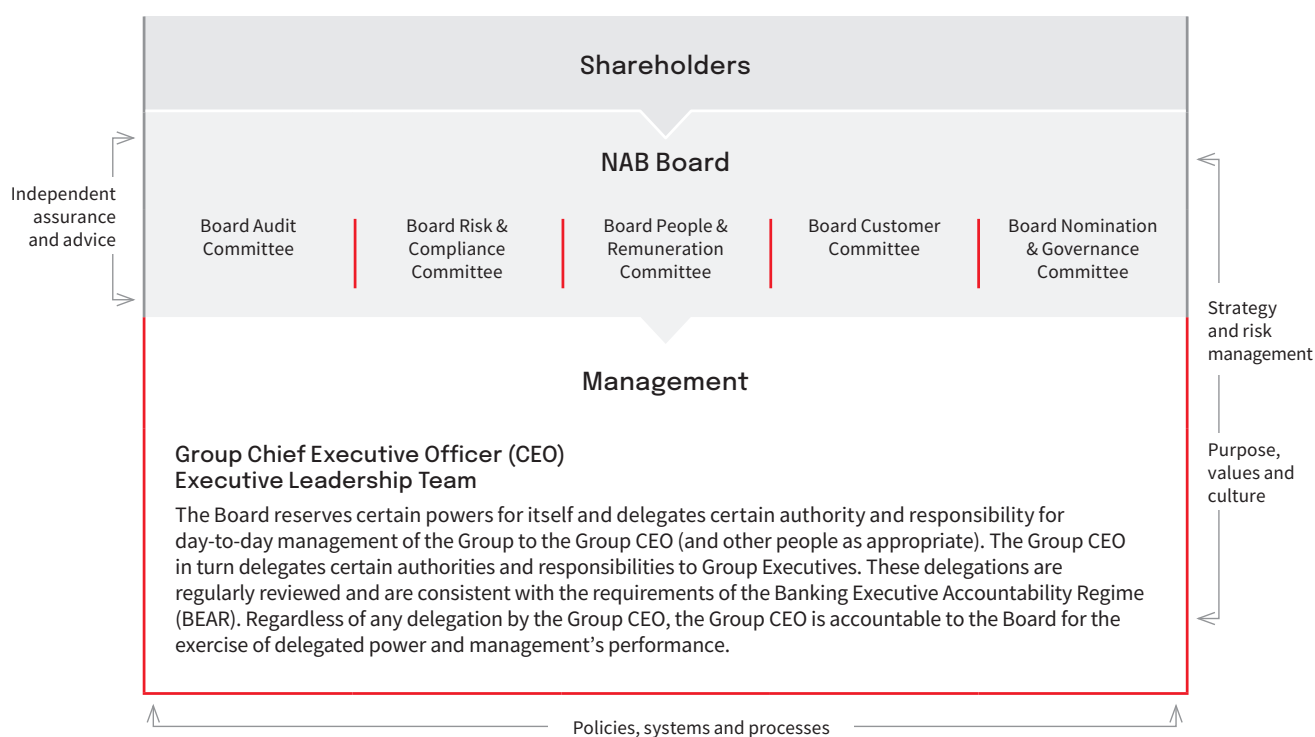 Shareholders
NAB Board
Independent
assurance
and advice
Board Audit
Committee
Board Risk &
Compliance
Committee
Board People &
Remuneration
Committee
Board Customer
Committee
Board Nomination
& Governance
Committee
Strategy
and risk
management
Management
Group Chief Executive Officer (CEO)
Executive Leadership Team
The Board reserves certain powers for itself and delegates certain authority and responsibility for
day-to-day management of the Group to the Group CEO (and other people as appropriate). The Group CEO
in turn delegates certain authorities and responsibilities to Group Executives. These delegations are
regularly reviewed and are consistent with the requirements of the Banking Executive Accountability Regime
(BEAR). Regardless of any delegation by the Group CEO, the Group CEO is accountable to the Board for the
exercise of delegated power and management’s performance.
Purpose,
values and
culture
Policies, systems and processes